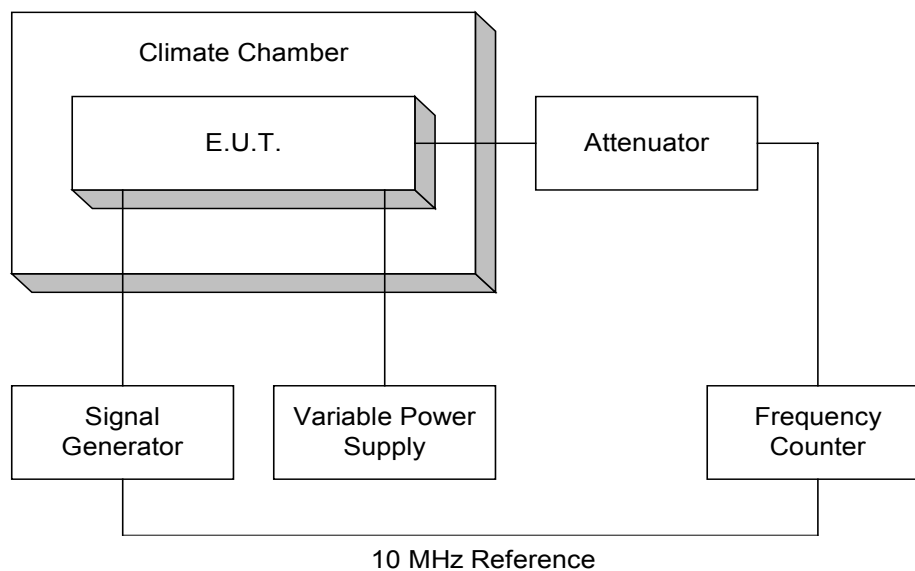 Climate Chamber
E.U.T.
Attenuator
Signal
Generator
Variable Power
Supply
Frequency
Counter
10 MHz Reference